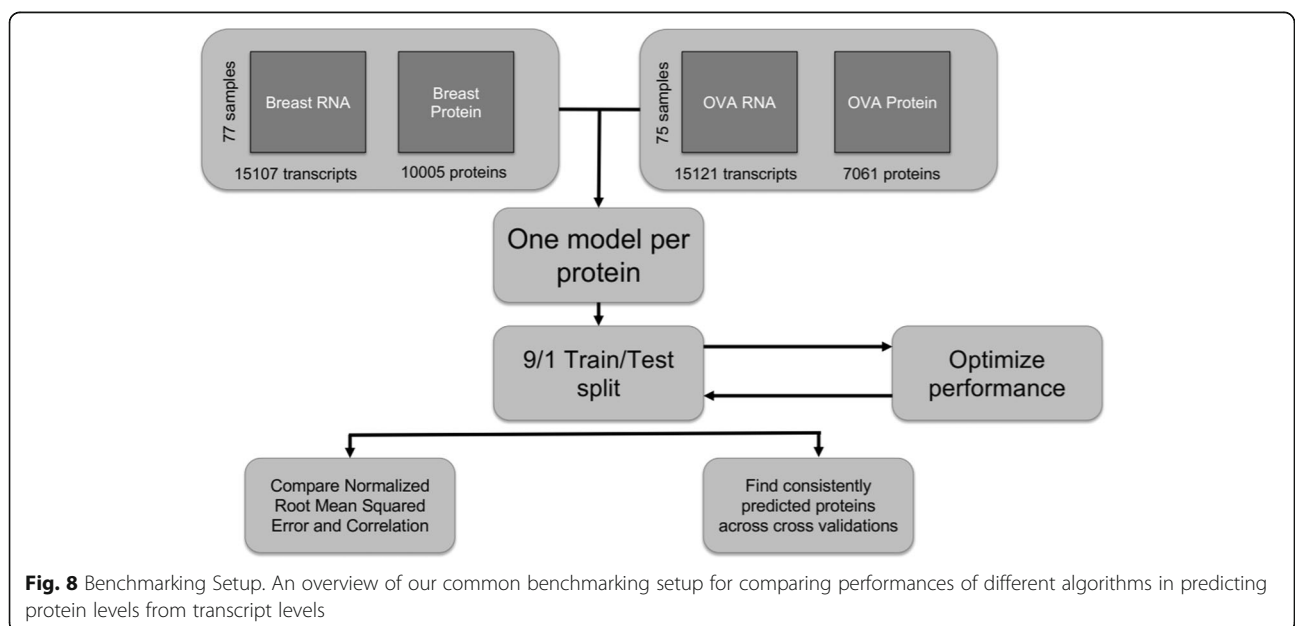 77 samples
Breast RNA
Breast
Protein
15107 transcripts
10005 proteins
75 samples
OVA RNA
OVA Protein
15121 transcripts
7061 proteins
One model per
protein
9/1 Train/Test
split
Optimize
performance
Compare Normalized
Root Mean Squared
Error and Correlation
Find consistently
predicted proteins
across cross validations
Fig. 8 Benchmarking Setup. An overview of our common benchmarking setup for comparing performances of different algorithms in predicting
protein levels from transcript levels